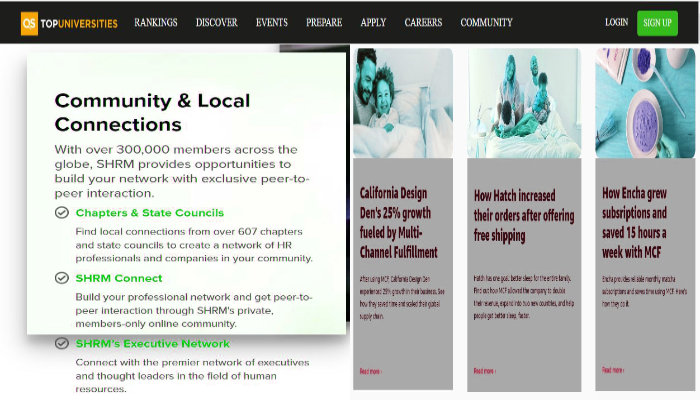 QS TOPUNIVERSITIES RANKINGS DISCOVER EVENTS PREPARE APPLY CAREERS COMMUNITY LOGIN SIGN UP
Community & Local
Connections
With over 300,000 members across the
globe, SHRM provides opportunities to
build your network with exclusive peer-to-
peer interaction.
Chapters & State Councils
Find local connections from over 607 chapters
and state councils to create a network of HR
professionals and companies in your community.
SHRM Connect
Build your professional network and get peer-to-
peer interaction through SHRM's private,
members-only online community.
SHRM's Executive Network
Connect with the premier network of executives
and thought leaders in the field of human
resources.
California Design
Den's 25% growth
fueled by Multi-
Channel Fulfillment
After using MCF, California Design Den
experienced 25% growth in their business. See
how they saved time and scaled their global
supply chain.
Read more ›
How Hatch increased
their orders after offering
free shipping
Hatch has one goal: better sleep for the entire family.
Find out how MCF allowed the company to double
their revenue, expand into two new countries, and help
people get better sleep, faster.
Read more ›
How Encha grew
subsriptions and
saved 15 hours a
week with MCF
Encha provides reliable monthly matcha
subscriptions and saves time using MCF. Here's
how they do it.
Read more ›